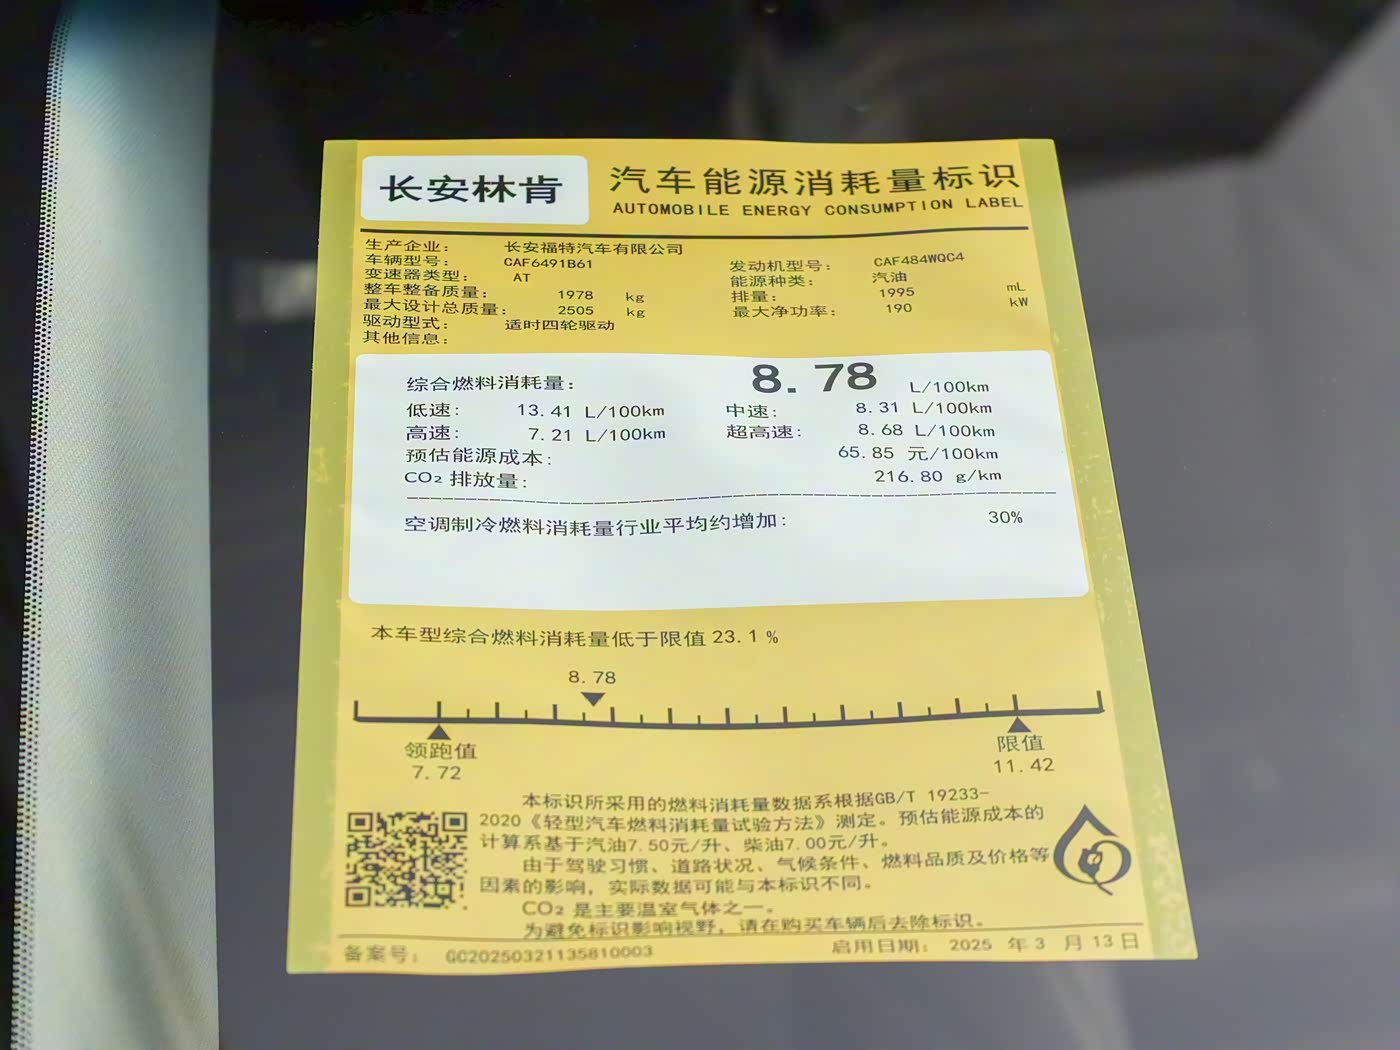 长安林肯
汽车能源消耗量标识
AUTOMOBILE ENERGY CONSUMPTION LABEL
生产企业: 长安福特汽车有限公司
车辆型号: CAF6491B61 发动机型号: CAF484WQC4
变速器类型: AT 能源种类: 汽油
整车整备质量: 1978 kg 排量: 1995 mL
最大设计总质量: 2505 kg 最大净功率: 190 kW
驱动型式: 适时四轮驱动
其他信息:
综合燃料消耗量: 8.78 L/100km
低速: 13.41 L/100km 中速: 8.31 L/100km
高速: 7.21 L/100km 超高速: 8.68 L/100km
预估能源成本: 65.85 元/100km
CO₂ 排放量: 216.80 g/km
空调制冷燃料消耗量行业平均约增加: 30%
本车型综合燃料消耗量低于限值 23.1 %
8.78
领跑值 限值
7.72 11.42
本标识所采用的燃料消耗量数据系根据GB/T 19233-
2020《轻型汽车燃料消耗量试验方法》测定。预估能源成本的
计算系基于汽油7.50元/升、柴油7.00元/升。
由于驾驶习惯、道路状况、气候条件、燃料品质及价格等
因素的影响，实际数据可能与本标识不同。
CO₂ 是主要温室气体之一。
为避免标识影响视野，请在购买车辆后去除标识。
备案号: GC20250321135810003 启用日期: 2025 年 3 月 13 日